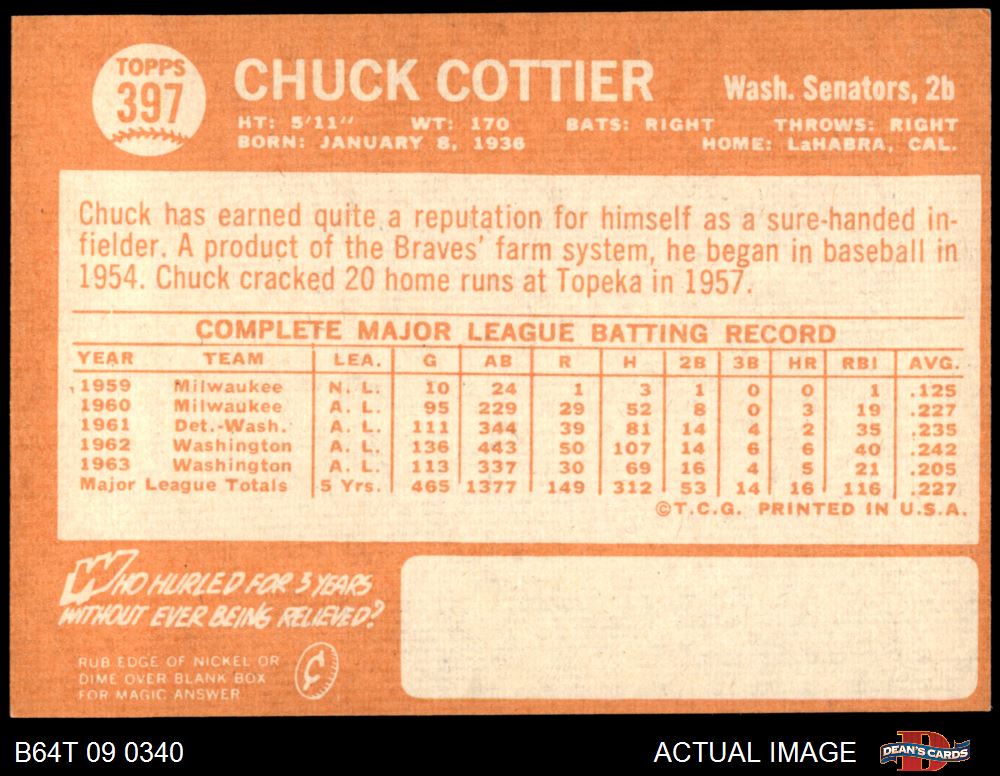 TOPPS
397
CHUCK COTTIER
Wash. Senators, 2b
HT: 5'11" WT: 170 BATS: RIGHT THROWS: RIGHT
BORN: JANUARY 8, 1936 HOME: LaHABRA, CAL.
Chuck has earned quite a reputation for himself as a sure-handed in-
fielder. A product of the Braves' farm system, he began in baseball in
1954. Chuck cracked 20 home runs at Topeka in 1957.
COMPLETE MAJOR LEAGUE BATTING RECORD
YEAR TEAM LEA. G AB R H 2B 3B HR RBI AVG.
1959 Milwaukee N. L. 10 24 1 3 1 0 0 1 .125
1960 Milwaukee A. L. 95 229 29 52 8 0 3 19 .227
1961 Det.-Wash. A. L. 111 344 39 81 14 4 2 35 .235
1962 Washington A. L. 136 443 50 107 14 6 6 40 .242
1963 Washington A. L. 113 337 30 69 16 4 5 21 .205
Major League Totals 5 Yrs. 465 1377 149 312 53 14 16 116 .227
©T.C.G. PRINTED IN U.S.A.
WHO HURLED FOR 3 YEARS
WITHOUT EVER BEING RELIEVED?
RUB EDGE OF NICKEL OR
DIME OVER BLANK BOX
FOR MAGIC ANSWER
¢
B64T 09 0340
ACTUAL IMAGE
D
DEAN'S CARDS